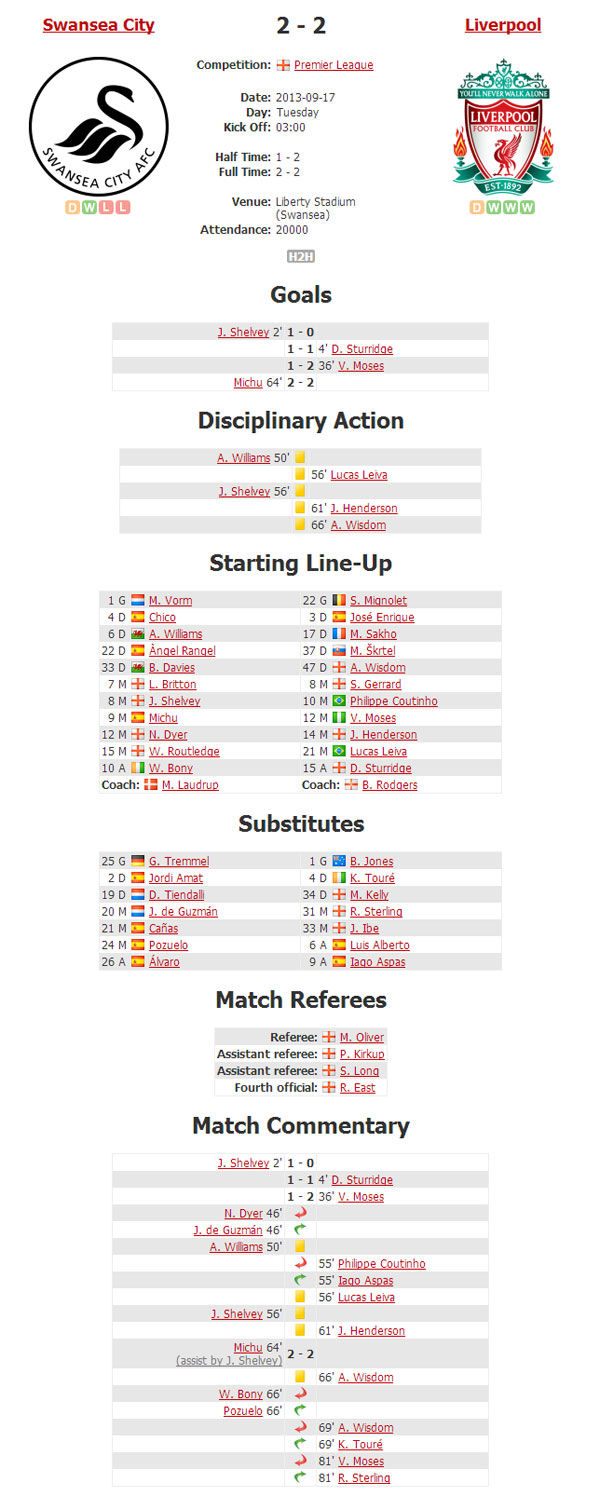 Swansea City
2 - 2
Liverpool
SWANSEA CITY AFC
D W L L
Competition: Premier League
Date: 2013-09-17
Day: Tuesday
Kick Off: 03:00
Half Time: 1 - 2
Full Time: 2 - 2
Venue: Liberty Stadium
(Swansea)
Attendance: 20000
H2H
YOU'LL NEVER WALK ALONE
LIVERPOOL
FOOTBALL CLUB
EST·1892
D W W W
Goals
J. Shelvey 2' 1 - 0
1 - 1 4' D. Sturridge
1 - 2 36' V. Moses
Michu 64' 2 - 2
Disciplinary Action
A. Williams 50'
56' Lucas Leiva
J. Shelvey 56'
61' J. Henderson
66' A. Wisdom
Starting Line-Up
1 G M. Vorm 22 G S. Mignolet
4 D Chico 3 D José Enrique
6 D A. Williams 17 D M. Sakho
22 D Àngel Rangel 37 D M. Škrtel
33 D B. Davies 47 D A. Wisdom
7 M L. Britton 8 M S. Gerrard
8 M J. Shelvey 10 M Philippe Coutinho
9 M Michu 12 M V. Moses
12 M N. Dyer 14 M J. Henderson
15 M W. Routledge 21 M Lucas Leiva
10 A W. Bony 15 A D. Sturridge
Coach: M. Laudrup Coach: B. Rodgers
Substitutes
25 G G. Tremmel 1 G B. Jones
2 D Jordi Amat 4 D K. Touré
19 D D. Tiendalli 34 D M. Kelly
20 M J. de Guzmán 31 M R. Sterling
21 M Cañas 33 M J. Ibe
24 M Pozuelo 6 A Luis Alberto
26 A Álvaro 9 A Iago Aspas
Match Referees
Referee: M. Oliver
Assistant referee: P. Kirkup
Assistant referee: S. Long
Fourth official: R. East
Match Commentary
J. Shelvey 2' 1 - 0
1 - 1 4' D. Sturridge
1 - 2 36' V. Moses
N. Dyer 46'
J. de Guzmán 46'
A. Williams 50'
55' Philippe Coutinho
55' Iago Aspas
56' Lucas Leiva
J. Shelvey 56'
61' J. Henderson
Michu 64' 2 - 2
(assist by J. Shelvey)
66' A. Wisdom
W. Bony 66'
Pozuelo 66'
69' A. Wisdom
69' K. Touré
81' V. Moses
81' R. Sterling